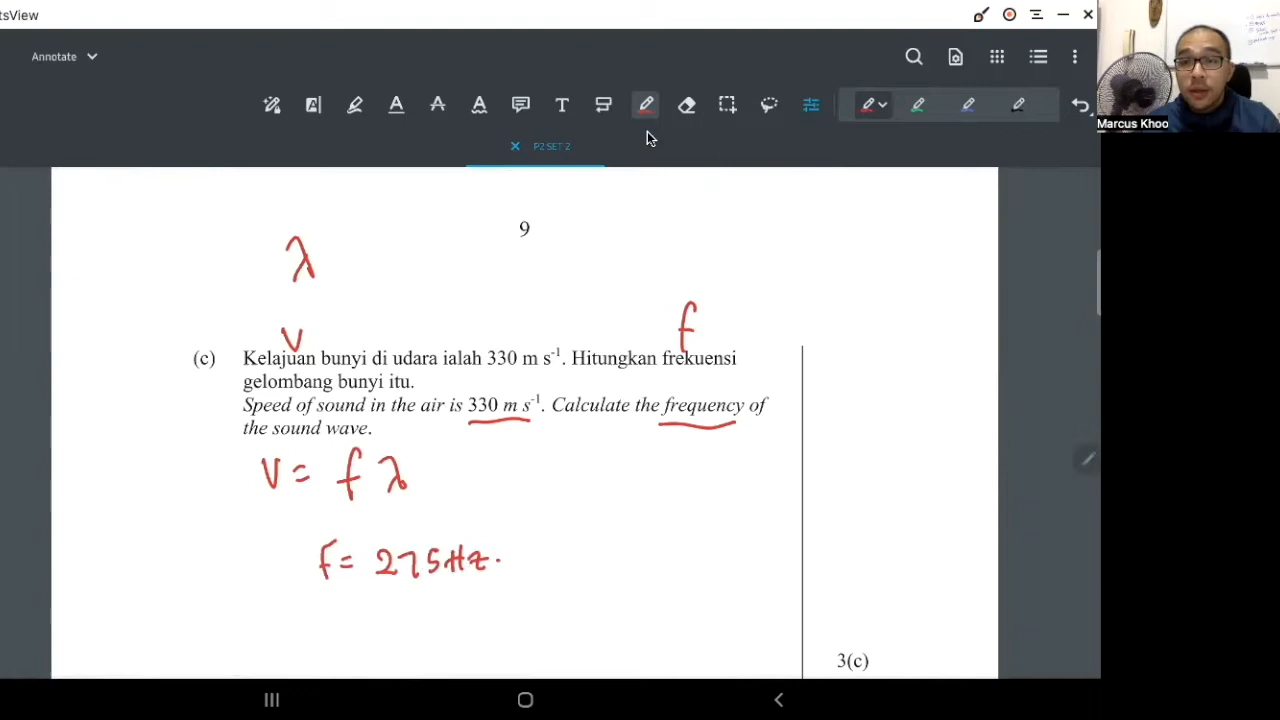 tsView
Annotate
P2 SET 2
Marcus Khoo
9
λ
V
f
(c) Kelajuan bunyi di udara ialah 330 m s⁻¹. Hitungkan frekuensi
gelombang bunyi itu.
Speed of sound in the air is 330 m s⁻¹. Calculate the frequency of
the sound wave.
V = f λ
f = 275Hz.
3(c)